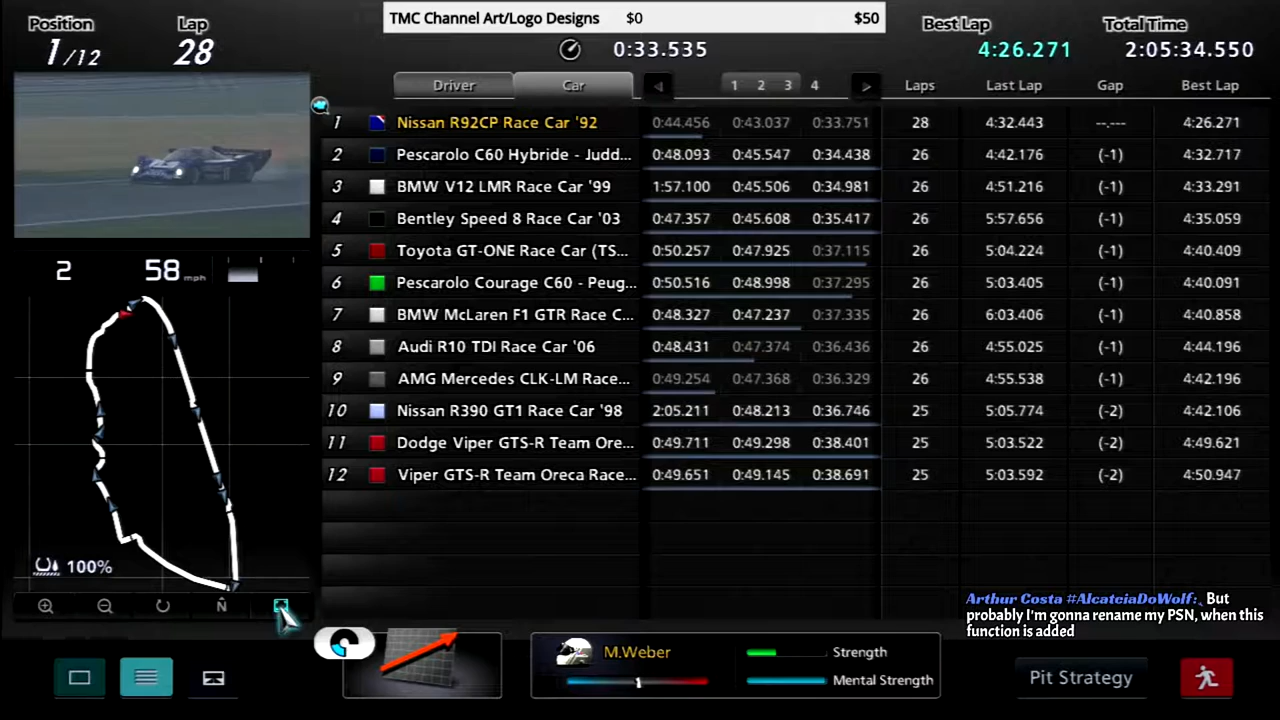 Position Lap TMC Channel Art/Logo Designs $0 $50 Best Lap Total Time
1/12 28 0:33.535 4:26.271 2:05:34.550
Driver Car 1 2 3 4 Laps Last Lap Gap Best Lap
1 Nissan R92CP Race Car '92 0:44.456 0:43.037 0:33.751 28 4:32.443 --.--- 4:26.271
2 Pescarolo C60 Hybride - Judd... 0:48.093 0:45.547 0:34.438 26 4:42.176 (-1) 4:32.717
3 BMW V12 LMR Race Car '99 1:57.100 0:45.506 0:34.981 26 4:51.216 (-1) 4:33.291
4 Bentley Speed 8 Race Car '03 0:47.357 0:45.608 0:35.417 26 5:57.656 (-1) 4:35.059
5 Toyota GT-ONE Race Car (TS... 0:50.257 0:47.925 0:37.115 26 5:04.224 (-1) 4:40.409
6 Pescarolo Courage C60 - Peug... 0:50.516 0:48.998 0:37.295 26 5:03.405 (-1) 4:40.091
7 BMW McLaren F1 GTR Race C... 0:48.327 0:47.237 0:37.335 26 6:03.406 (-1) 4:40.858
8 Audi R10 TDI Race Car '06 0:48.431 0:47.374 0:36.436 26 4:55.025 (-1) 4:44.196
9 AMG Mercedes CLK-LM Race... 0:49.254 0:47.368 0:36.329 26 4:55.538 (-1) 4:42.196
10 Nissan R390 GT1 Race Car '98 2:05.211 0:48.213 0:36.746 25 5:05.774 (-2) 4:42.106
11 Dodge Viper GTS-R Team Ore... 0:49.711 0:49.298 0:38.401 25 5:03.522 (-2) 4:49.621
12 Viper GTS-R Team Oreca Race... 0:49.651 0:49.145 0:38.691 25 5:03.592 (-2) 4:50.947
2 58 mph
100%
N
Arthur Costa #AlcateiaDoWolf: But
probably I'm gonna rename my PSN, when this
function is added
M.Weber Strength
Mental Strength
Pit Strategy